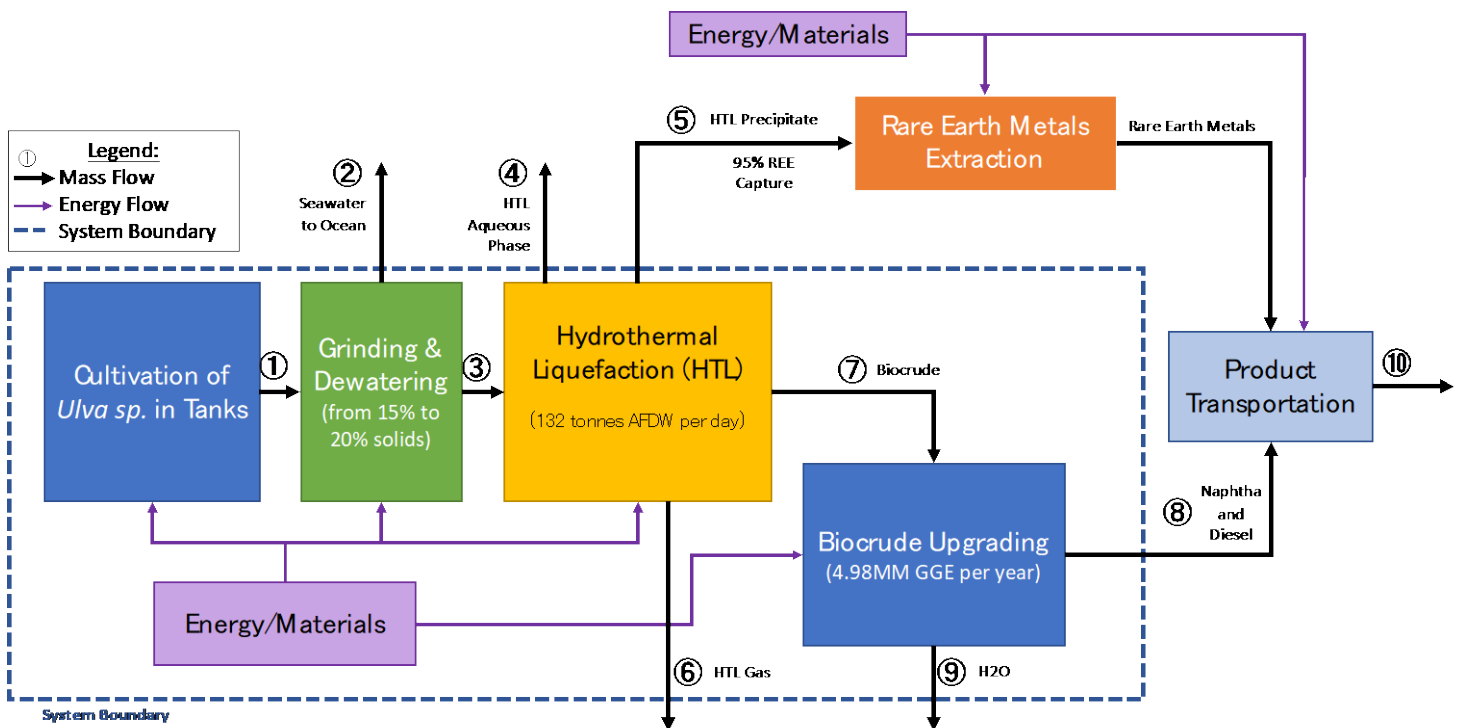 Energy/Materials
⑤ HTL Precipitate
95% REE
Capture
Rare Earth Metals
Extraction
Rare Earth Metals
Legend:
①
Mass Flow
Energy Flow
System Boundary
②
Seawater
to Ocean
④
HTL
Aqueous
Phase
Cultivation of
Ulva sp. in Tanks
①
Grinding &
Dewatering
(from 15% to
20% solids)
③
Hydrothermal
Liquefaction (HTL)
(132 tonnes AFDW per day)
⑦ Biocrude
Product
Transportation
⑩
Biocrude Upgrading
(4.98MM GGE per year)
⑧
Naphtha
and
Diesel
Energy/Materials
⑥ HTL Gas
⑨ H2O
System Boundary